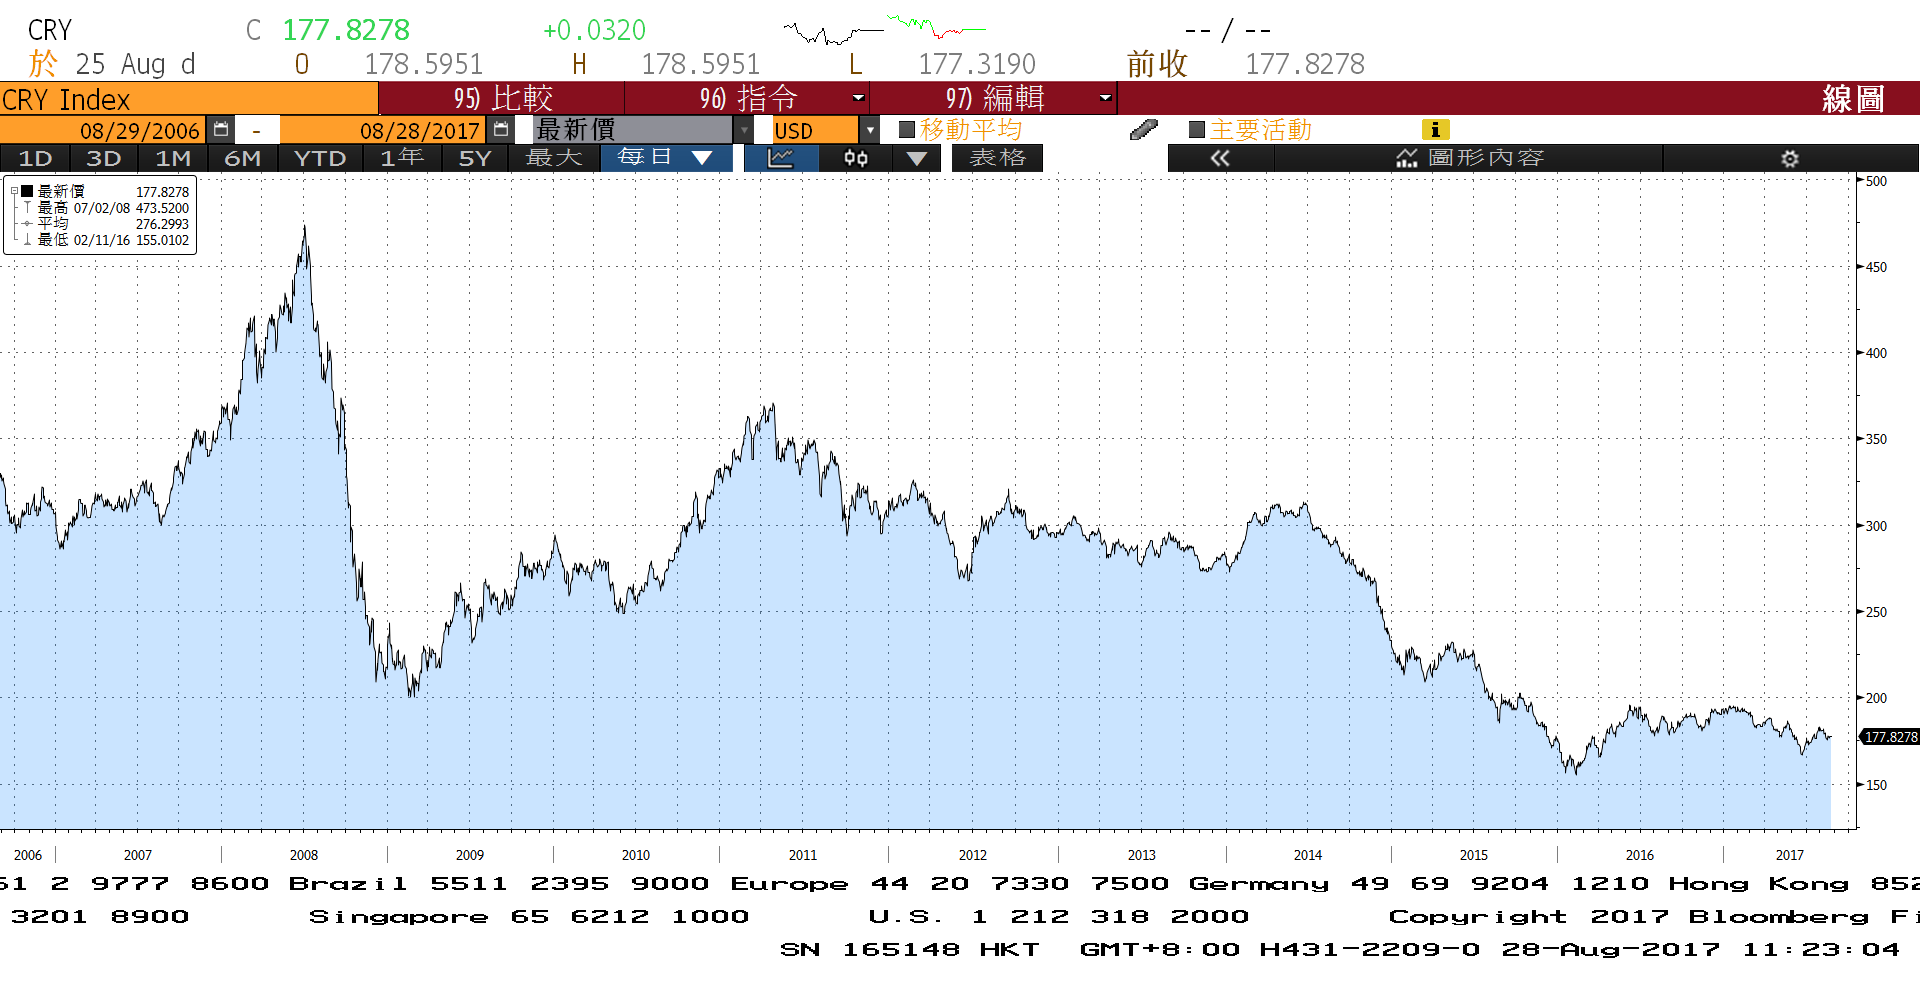 CRY C 177.8278 +0.0320 -- / --
於 25 Aug d O 178.5951 H 178.5951 L 177.3190 前收 177.8278
CRY Index 95) 比較 96) 指令 97) 編輯 線圖
08/29/2006 - 08/28/2017 最新價 USD 移動平均 主要活動 i
1D 3D 1M 6M YTD 1年 5Y 最大 每日 表格 « 圖形內容
最新價 177.8278
最高 07/02/08 473.5200
平均 276.2993
最低 02/11/16 155.0102
500
450
400
350
300
250
200
177.8278
150
2006 2007 2008 2009 2010 2011 2012 2013 2014 2015 2016 2017
61 2 9777 8600 Brazil 5511 2395 9000 Europe 44 20 7330 7500 Germany 49 69 9204 1210 Hong Kong 852
3201 8900 Singapore 65 6212 1000 U.S. 1 212 318 2000 Copyright 2017 Bloomberg Fi
SN 165148 HKT GMT+8:00 H431-2209-0 28-Aug-2017 11:23:04